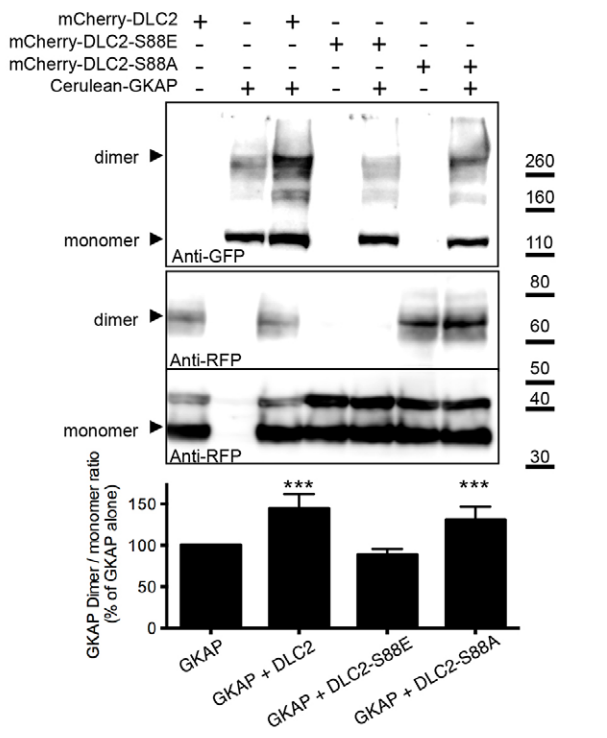 mCherry-DLC2 + - + - - - -
mCherry-DLC2-S88E - - - + + - -
mCherry-DLC2-S88A - - - - - + +
Cerulean-GKAP - + + - + - +
dimer
260
160
monomer
110
Anti-GFP
80
dimer
60
Anti-RFP
50
40
monomer
Anti-RFP
30
GKAP Dimer / monomer ratio
(% of GKAP alone)
*** ***
150
100
50
0
GKAP
GKAP + DLC2
GKAP + DLC2-S88E
GKAP + DLC2-S88A